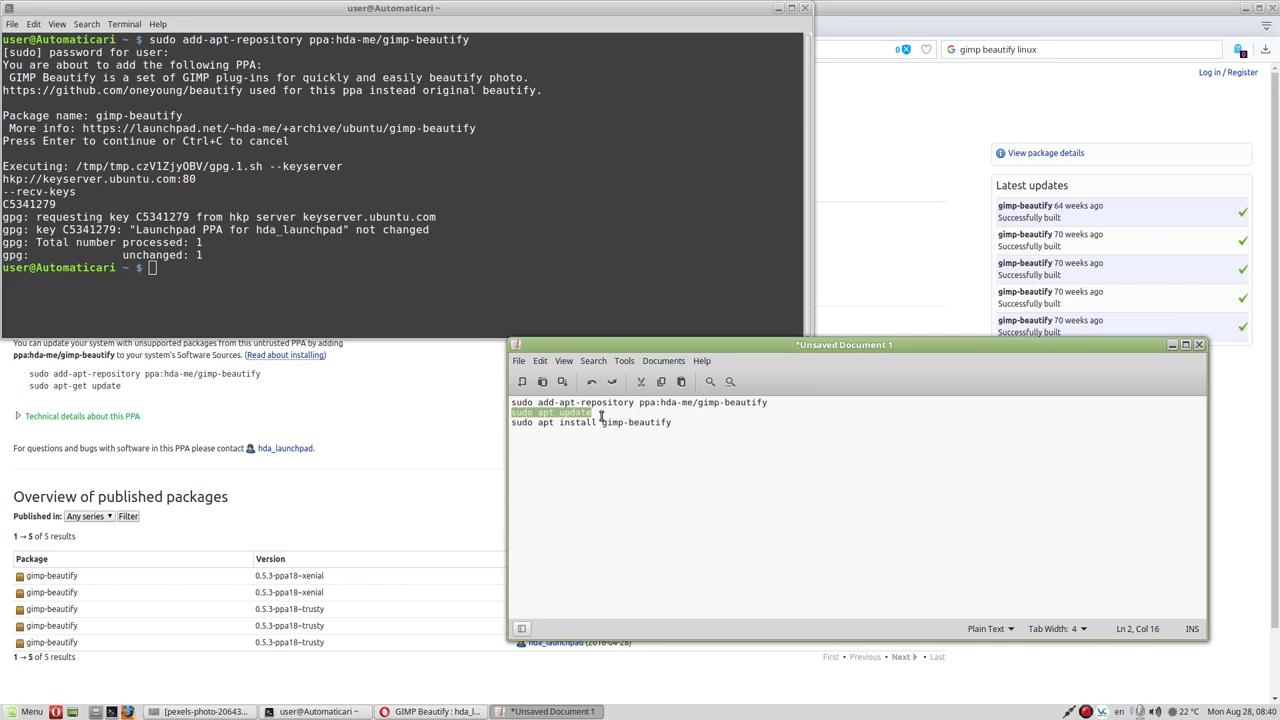 user@Automaticari ~
File Edit View Search Terminal Help
user@Automaticari ~ $ sudo add-apt-repository ppa:hda-me/gimp-beautify
[sudo] password for user:
You are about to add the following PPA:
 GIMP Beautify is a set of GIMP plug-ins for quickly and easily beautify photo.
https://github.com/oneyoung/beautify used for this ppa instead original beautify.
Package name: gimp-beautify
 More info: https://launchpad.net/~hda-me/+archive/ubuntu/gimp-beautify
Press Enter to continue or Ctrl+C to cancel
Executing: /tmp/tmp.czV1ZjyOBV/gpg.1.sh --keyserver
hkp://keyserver.ubuntu.com:80
--recv-keys
C5341279
gpg: requesting key C5341279 from hkp server keyserver.ubuntu.com
gpg: key C5341279: "Launchpad PPA for hda_launchpad" not changed
gpg: Total number processed: 1
gpg:              unchanged: 1
user@Automaticari ~ $
0
gimp beautify linux
Log in / Register
View package details
Latest updates
gimp-beautify 64 weeks ago
Successfully built
gimp-beautify 70 weeks ago
Successfully built
gimp-beautify 70 weeks ago
Successfully built
gimp-beautify 70 weeks ago
Successfully built
gimp-beautify 70 weeks ago
Successfully built
You can update your system with unsupported packages from this untrusted PPA by adding
ppa:hda-me/gimp-beautify to your system's Software Sources. (Read about installing)
sudo add-apt-repository ppa:hda-me/gimp-beautify
sudo apt-get update
Technical details about this PPA
For questions and bugs with software in this PPA please contact hda_launchpad.
Overview of published packages
Published in: Any series Filter
1 → 5 of 5 results
Package Version
gimp-beautify 0.5.3-ppa18~xenial
gimp-beautify 0.5.3-ppa18~xenial
gimp-beautify 0.5.3-ppa18~trusty
gimp-beautify 0.5.3-ppa18~trusty
gimp-beautify 0.5.3-ppa18~trusty hda_launchpad (2016-04-28)
1 → 5 of 5 results First • Previous • Next • Last
*Unsaved Document 1
File Edit View Search Tools Documents Help
sudo add-apt-repository ppa:hda-me/gimp-beautify
sudo apt update
sudo apt install gimp-beautify
Plain Text Tab Width: 4 Ln 2, Col 16 INS
Menu [pexels-photo-20643... user@Automaticari ~ GIMP Beautify : hda_l... *Unsaved Document 1 en 22 °C Mon Aug 28, 08:40